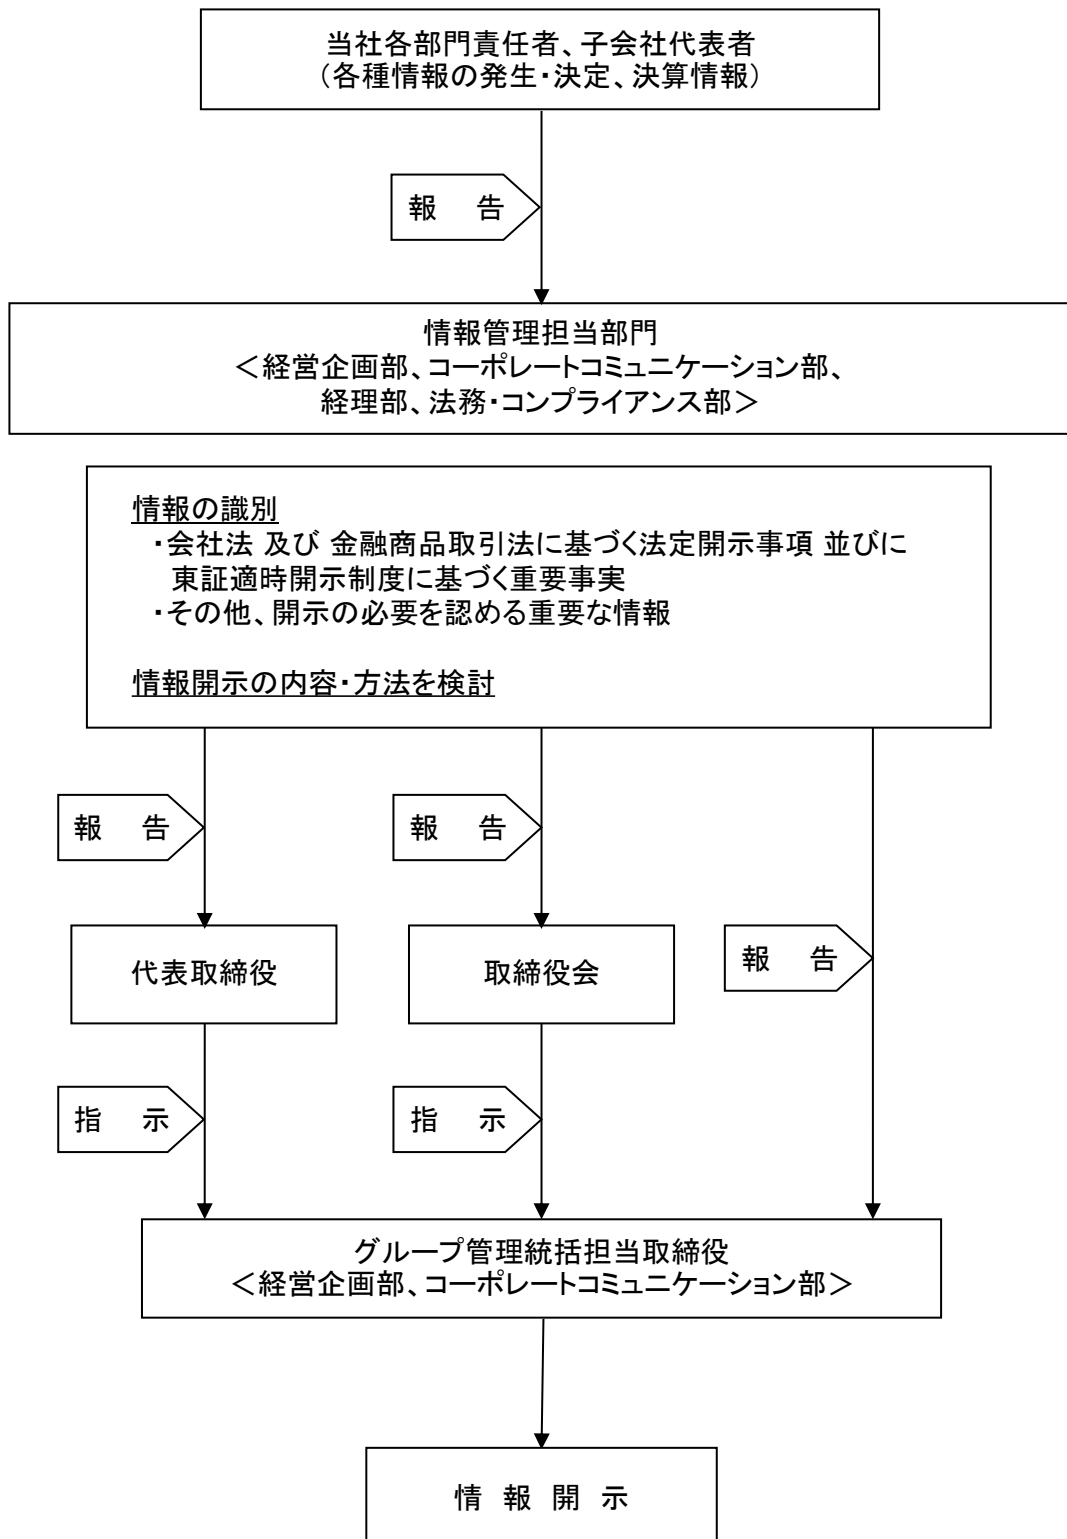 当社各部門責任者、子会社代表者
（各種情報の発生・決定、決算情報）
報 告
情報管理担当部門
＜経営企画部、コーポレートコミュニケーション部、
経理部、法務・コンプライアンス部＞
情報の識別
・会社法 及び 金融商品取引法に基づく法定開示事項 並びに
東証適時開示制度に基づく重要事実
・その他、開示の必要を認める重要な情報
情報開示の内容・方法を検討
報 告
報 告
代表取締役
取締役会
報 告
指 示
指 示
グループ管理統括担当取締役
＜経営企画部、コーポレートコミュニケーション部＞
情 報 開 示